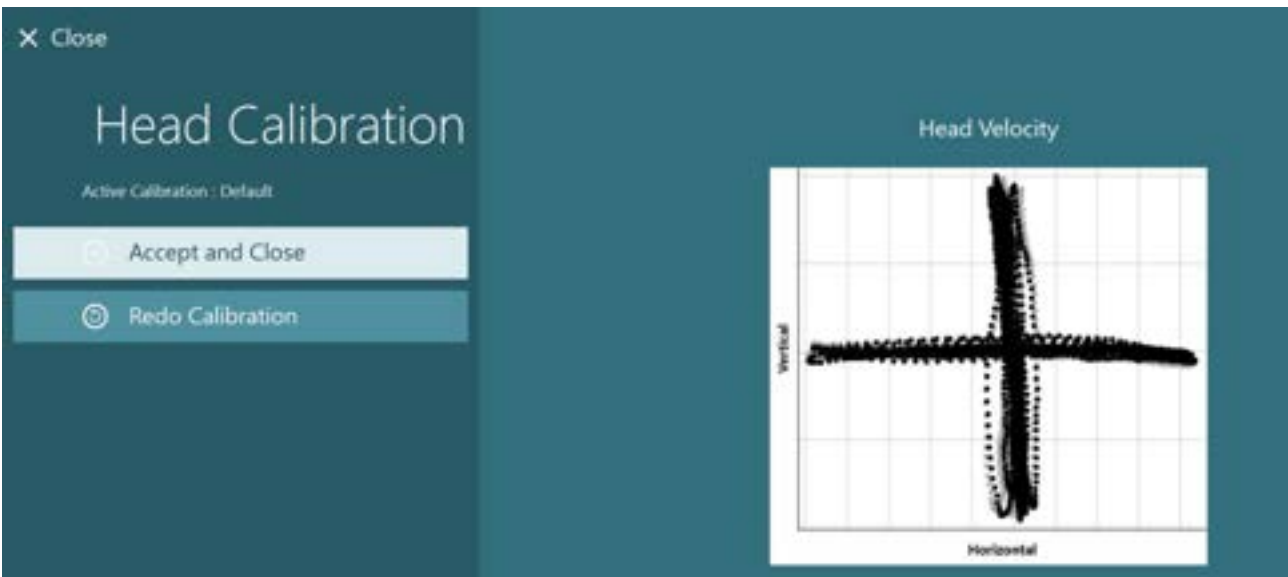 Close
Head Calibration
Active Calibration : Default
Accept and Close
Redo Calibration
Head Velocity
Vertical
Horizontal